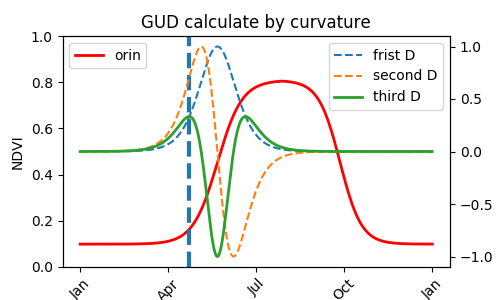 GUD calculate by curvature
orin
frist D
second D
third D
NDVI
1.0
0.8
0.6
0.4
0.2
0.0
1.0
0.5
0.0
−0.5
−1.0
Jan
Apr
Jul
Oct
Jan